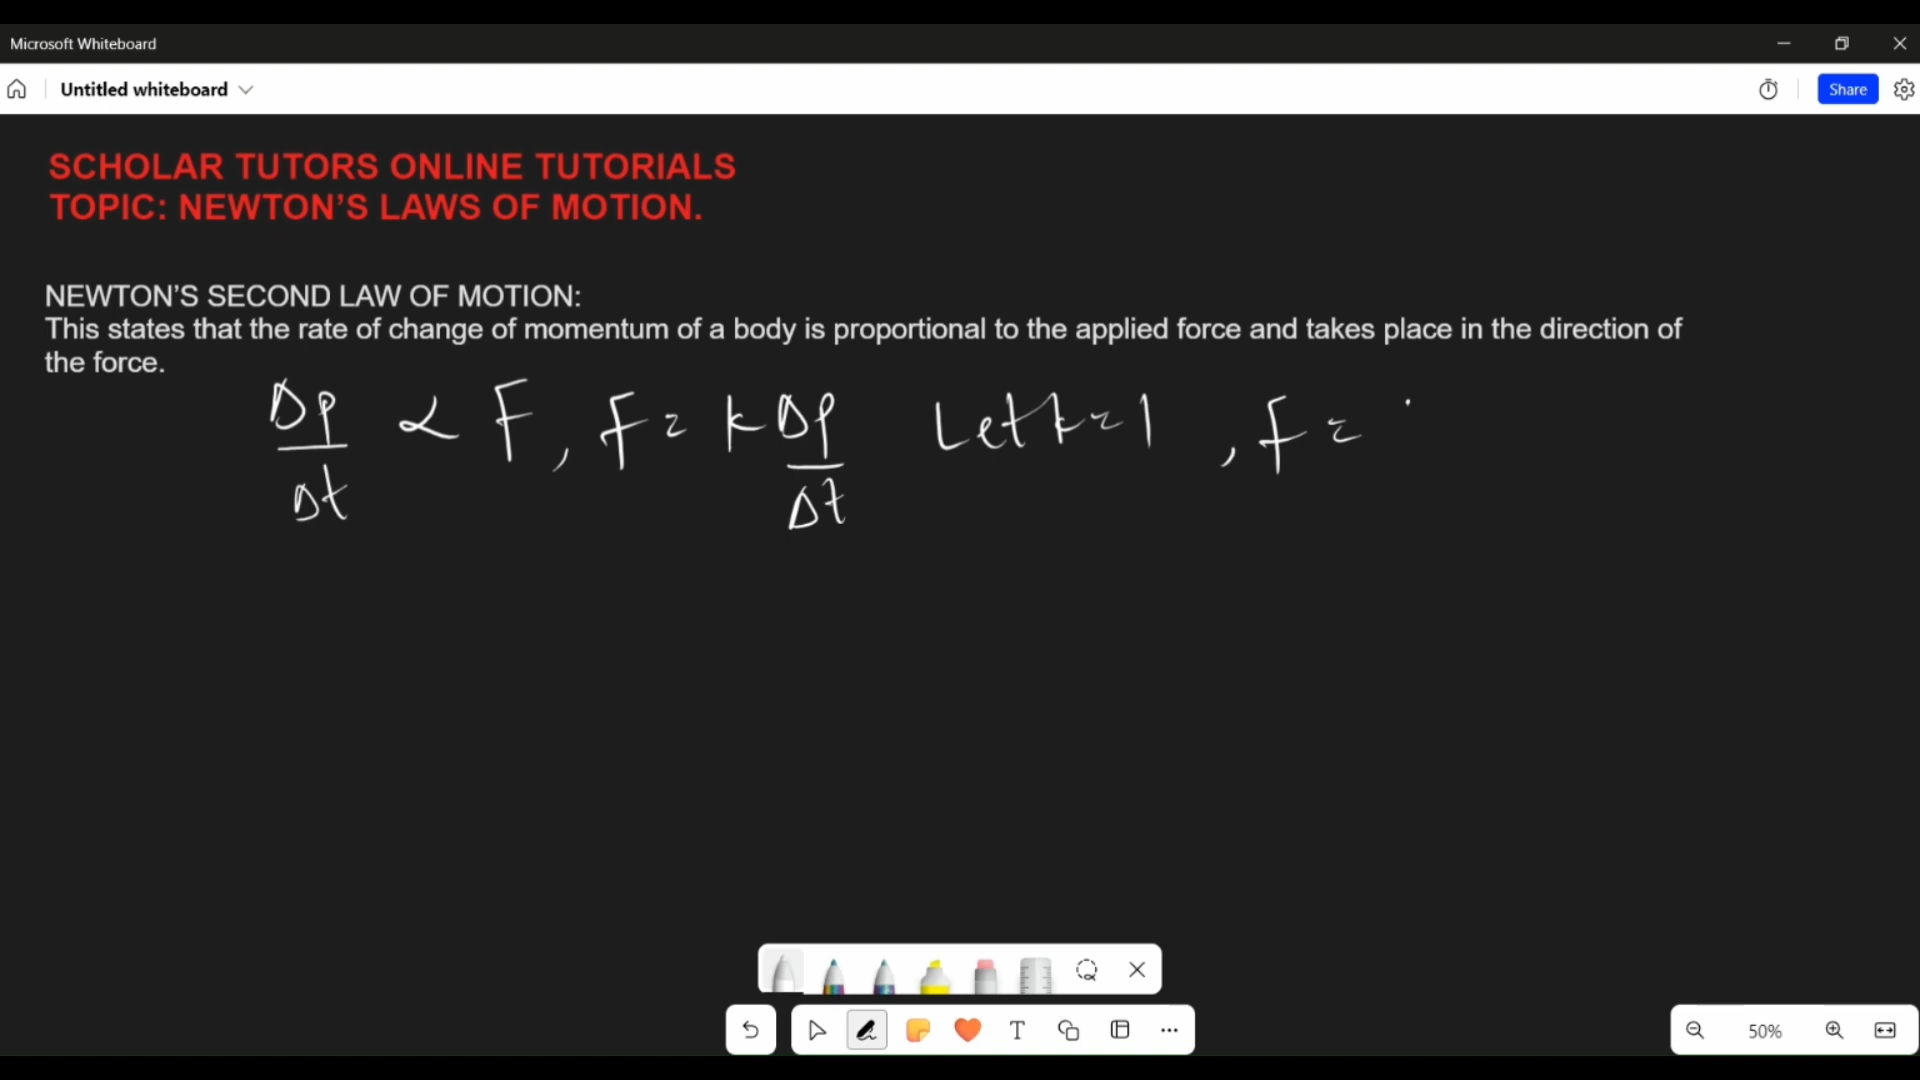 Microsoft Whiteboard
Untitled whiteboard
Share
SCHOLAR TUTORS ONLINE TUTORIALS
TOPIC: NEWTON’S LAWS OF MOTION.
NEWTON’S SECOND LAW OF MOTION:
This states that the rate of change of momentum of a body is proportional to the applied force and takes place in the direction of
the force.
Δp/Δt ∝ F, F = kΔp/Δt Let k=1, F =
50%